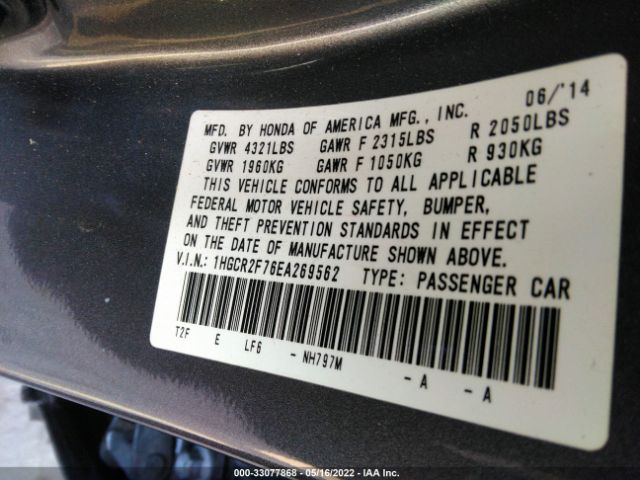 MFD. BY HONDA OF AMERICA MFG., INC. 06/'14
GVWR 4321LBS GAWR F 2315LBS R 2050LBS
GVWR 1960KG GAWR F 1050KG R 930KG
THIS VEHICLE CONFORMS TO ALL APPLICABLE
FEDERAL MOTOR VEHICLE SAFETY, BUMPER,
AND THEFT PREVENTION STANDARDS IN EFFECT
ON THE DATE OF MANUFACTURE SHOWN ABOVE.
V.I.N.: 1HGCR2F76EA269562 TYPE: PASSENGER CAR
T2F E LF6 - NH797M - A - A
000-33077868 - 05/16/2022 - IAA Inc.